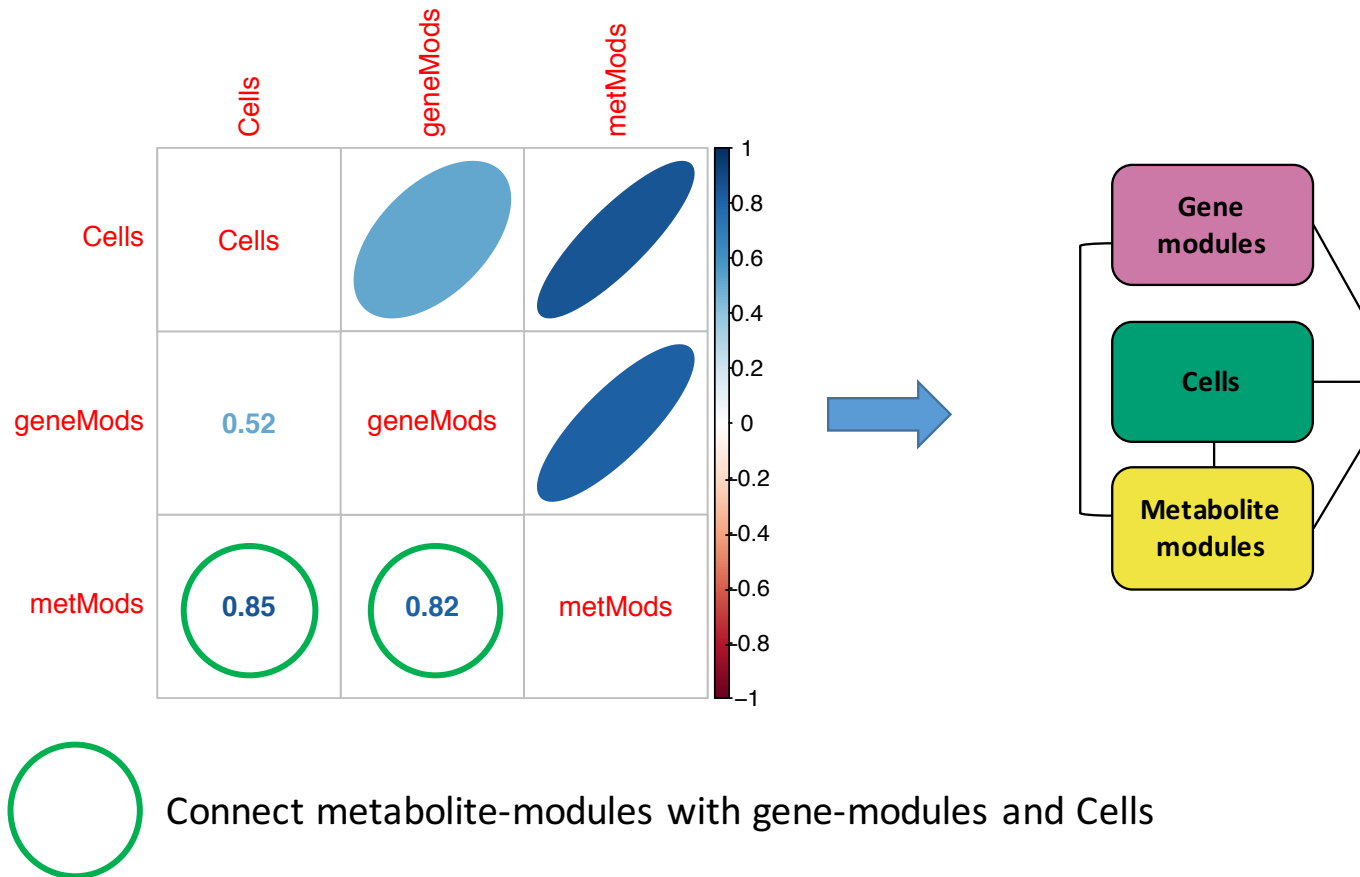 Cells
geneMods
metMods
1
Cells
Cells
0.8
0.6
0.4
0.2
geneMods
0.52
geneMods
0
-0.2
-0.4
metMods
0.85
0.82
metMods
-0.6
-0.8
−1
Gene
modules
Cells
Metabolite
modules
Connect metabolite-modules with gene-modules and Cells